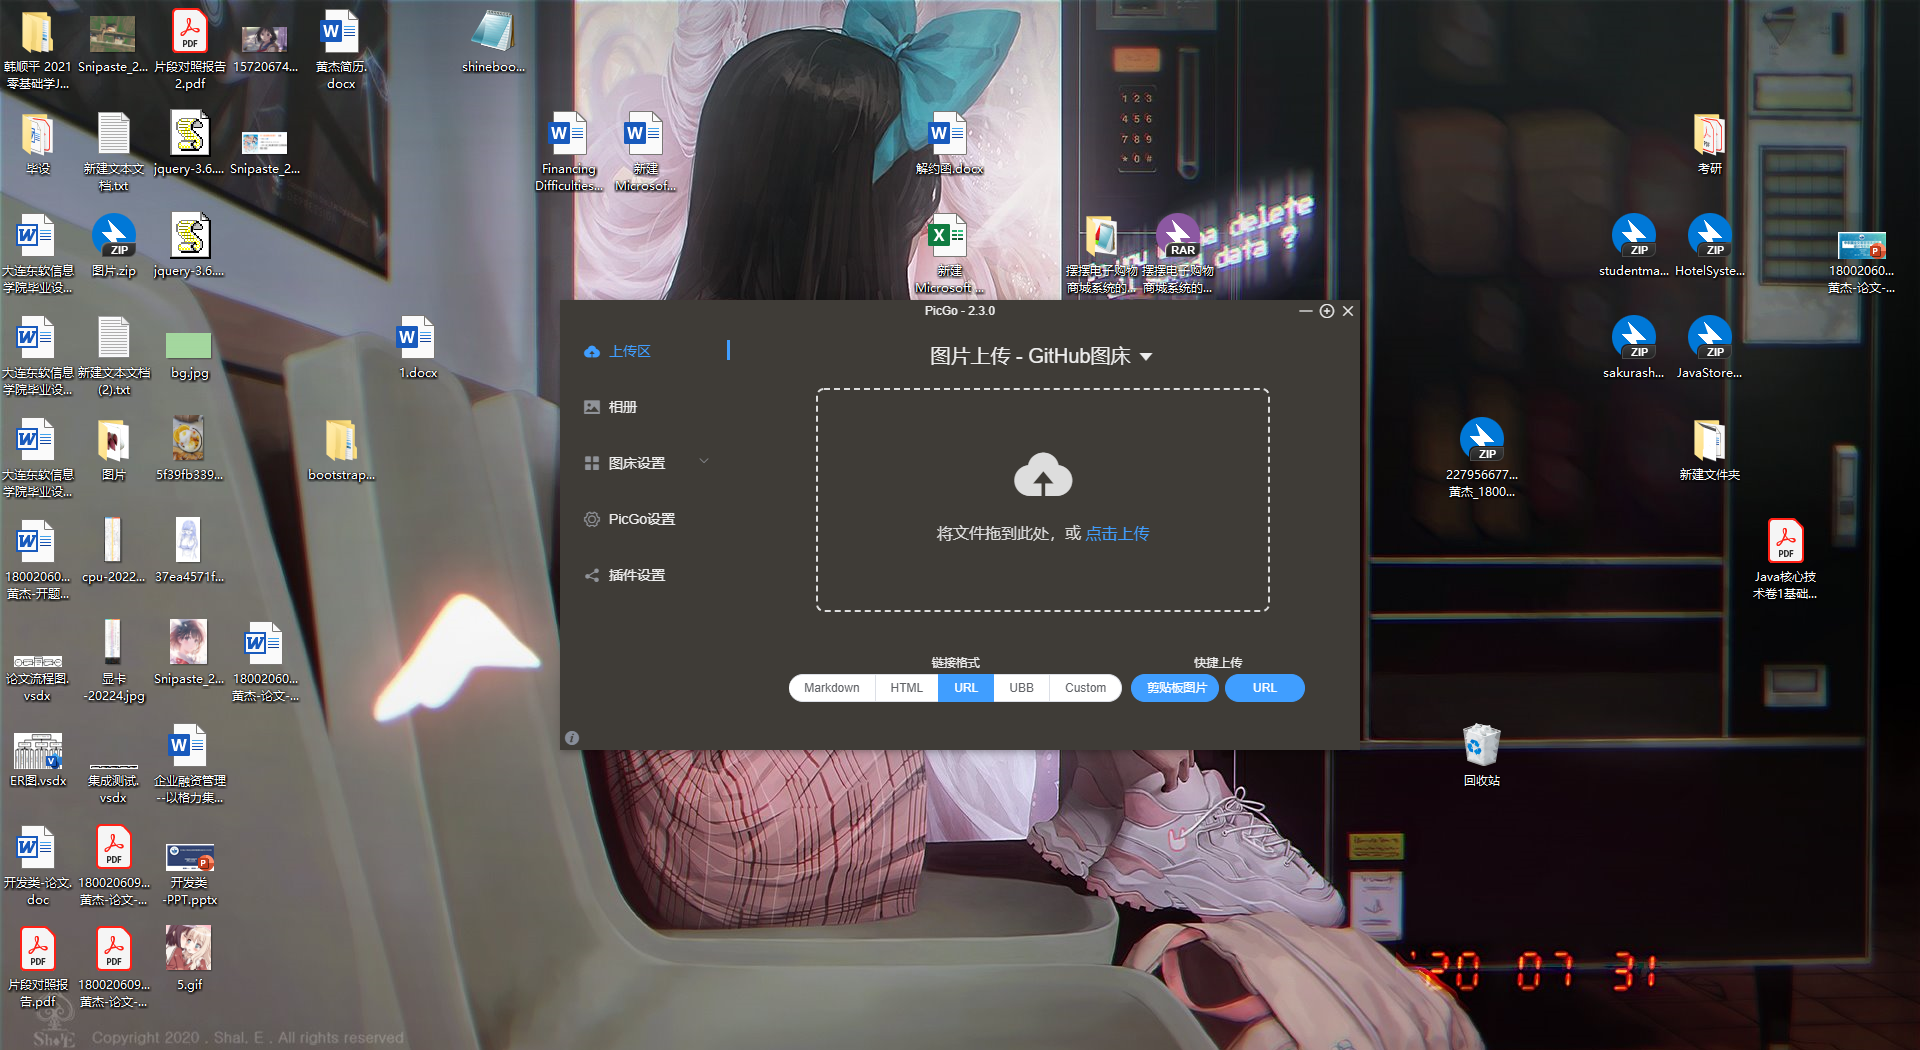 韩顺平 2021
零基础学J...
Snipaste_2...
片段对照报告
2.pdf
15720674...
黄杰简历.
docx
shineboo...
毕设
新建文本文
档.txt
jquery-3.6....
Snipaste_2...
Financing
Difficulties...
新建
Microsof...
解约函.docx
考研
大连东软信息
学院毕业设...
图片.zip
jquery-3.6....
新建
Microsoft ...
摆摆电子购物
商城系统的...
摆摆电子购物
商城系统的...
studentma...
HotelSyste...
18002060...
黄杰-论文-...
大连东软信息
学院毕业设...
新建文本文档
(2).txt
bg.jpg
1.docx
sakurash...
JavaStore...
大连东软信息
学院毕业设...
图片
5f39fb339...
bootstrap...
227956677...
黄杰_1800...
新建文件夹
18002060...
黄杰-开题...
cpu-2022...
37ea4571f...
Java核心技
术卷1基础...
论文流程图.
vsdx
显卡
-20224.jpg
Snipaste_2...
18002060...
黄杰-论文-...
ER图.vsdx
集成测试.
vsdx
企业融资管理
--以格力集...
回收站
开发类-论文.
doc
180020609...
黄杰-论文-...
开发类
-PPT.pptx
片段对照报
告.pdf
180020609...
黄杰-论文-...
5.gif
PicGo - 2.3.0
上传区
相册
图床设置
PicGo设置
插件设置
图片上传 - GitHub图床
将文件拖到此处，或 点击上传
链接格式
快捷上传
Markdown
HTML
URL
UBB
Custom
剪贴板图片
URL
1 2 3
4 5 6
7 8 9
* 0 #
delete
data ?
'20 07 31
Copyright 2020 . Shal. E . All rights reserved